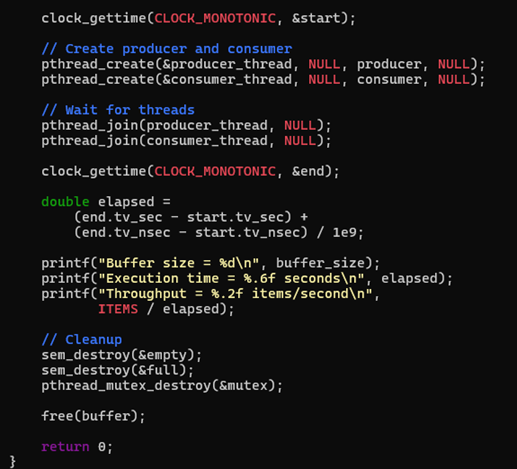 clock_gettime(CLOCK_MONOTONIC, &start);
// Create producer and consumer
pthread_create(&producer_thread, NULL, producer, NULL);
pthread_create(&consumer_thread, NULL, consumer, NULL);
// Wait for threads
pthread_join(producer_thread, NULL);
pthread_join(consumer_thread, NULL);
clock_gettime(CLOCK_MONOTONIC, &end);
double elapsed =
(end.tv_sec - start.tv_sec) +
(end.tv_nsec - start.tv_nsec) / 1e9;
printf("Buffer size = %d\n", buffer_size);
printf("Execution time = %.6f seconds\n", elapsed);
printf("Throughput = %.2f items/second\n",
ITEMS / elapsed);
// Cleanup
sem_destroy(&empty);
sem_destroy(&full);
pthread_mutex_destroy(&mutex);
free(buffer);
return 0;
}